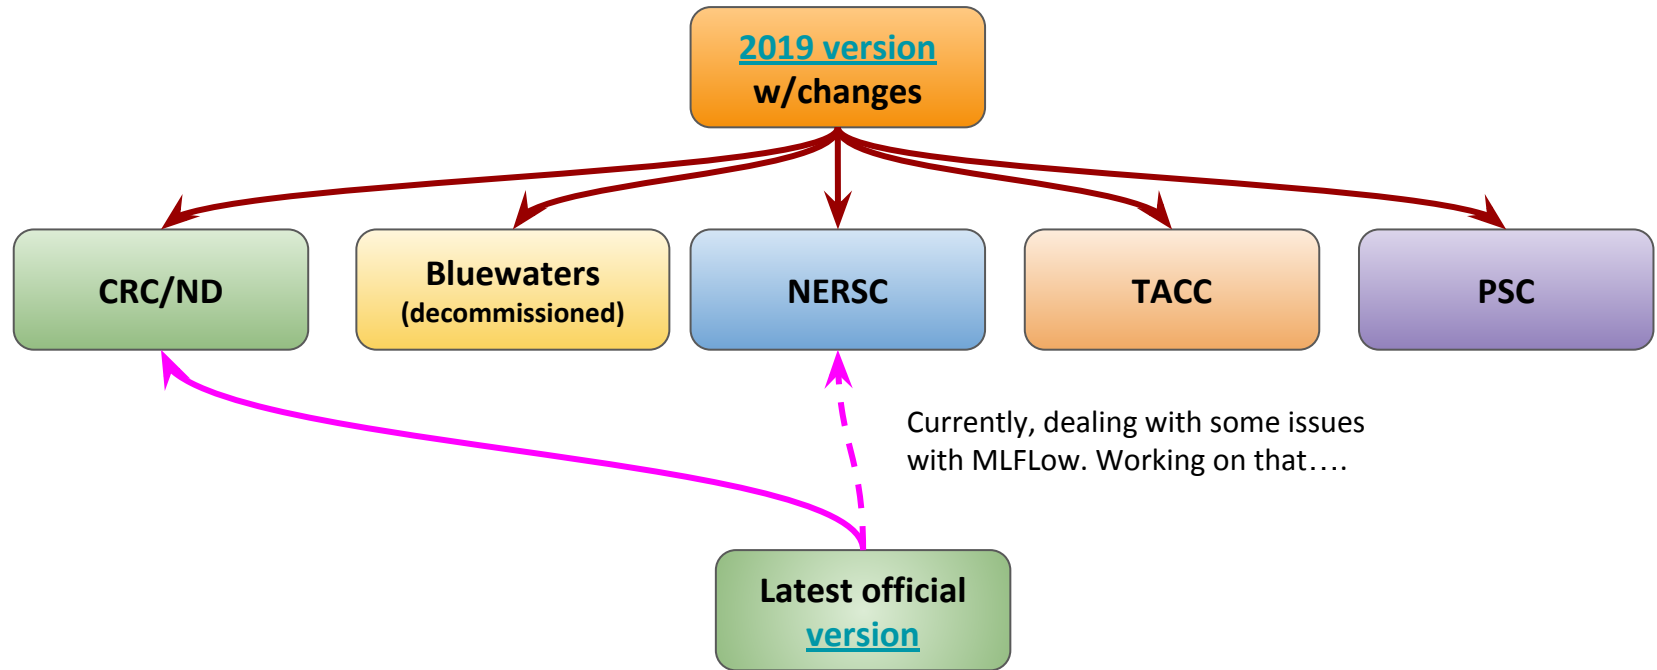 2019 version
w/changes
CRC/ND
Bluewaters
(decommissioned)
NERSC
TACC
PSC
Currently, dealing with some issues
with MLFLow. Working on that….
Latest official
version